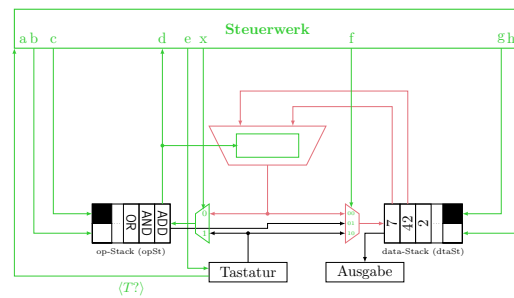 Steuerwerk
a b c d e x f g h
0 1
00 01 10
OR AND ADD
7 42 2
op-Stack (opSt)
data-Stack (dtaSt)
Tastatur
Ausgabe
⟨T?⟩